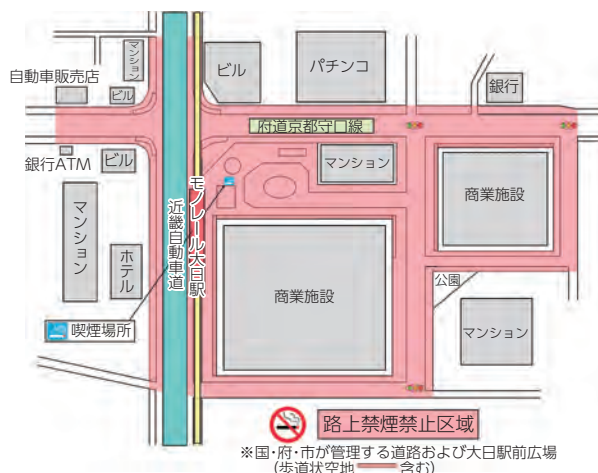 マンション
ビル
パチンコ
自動車販売店
ビル
銀行
府道京都守口線
銀行ATM
ビル
マンション
商業施設
マンション
ホテル
近畿自動車道
モノレール大日駅
商業施設
公園
マンション
喫煙場所
路上禁煙禁止区域
※国・府・市が管理する道路および大日駅前広場
(歩道状空地 含む)